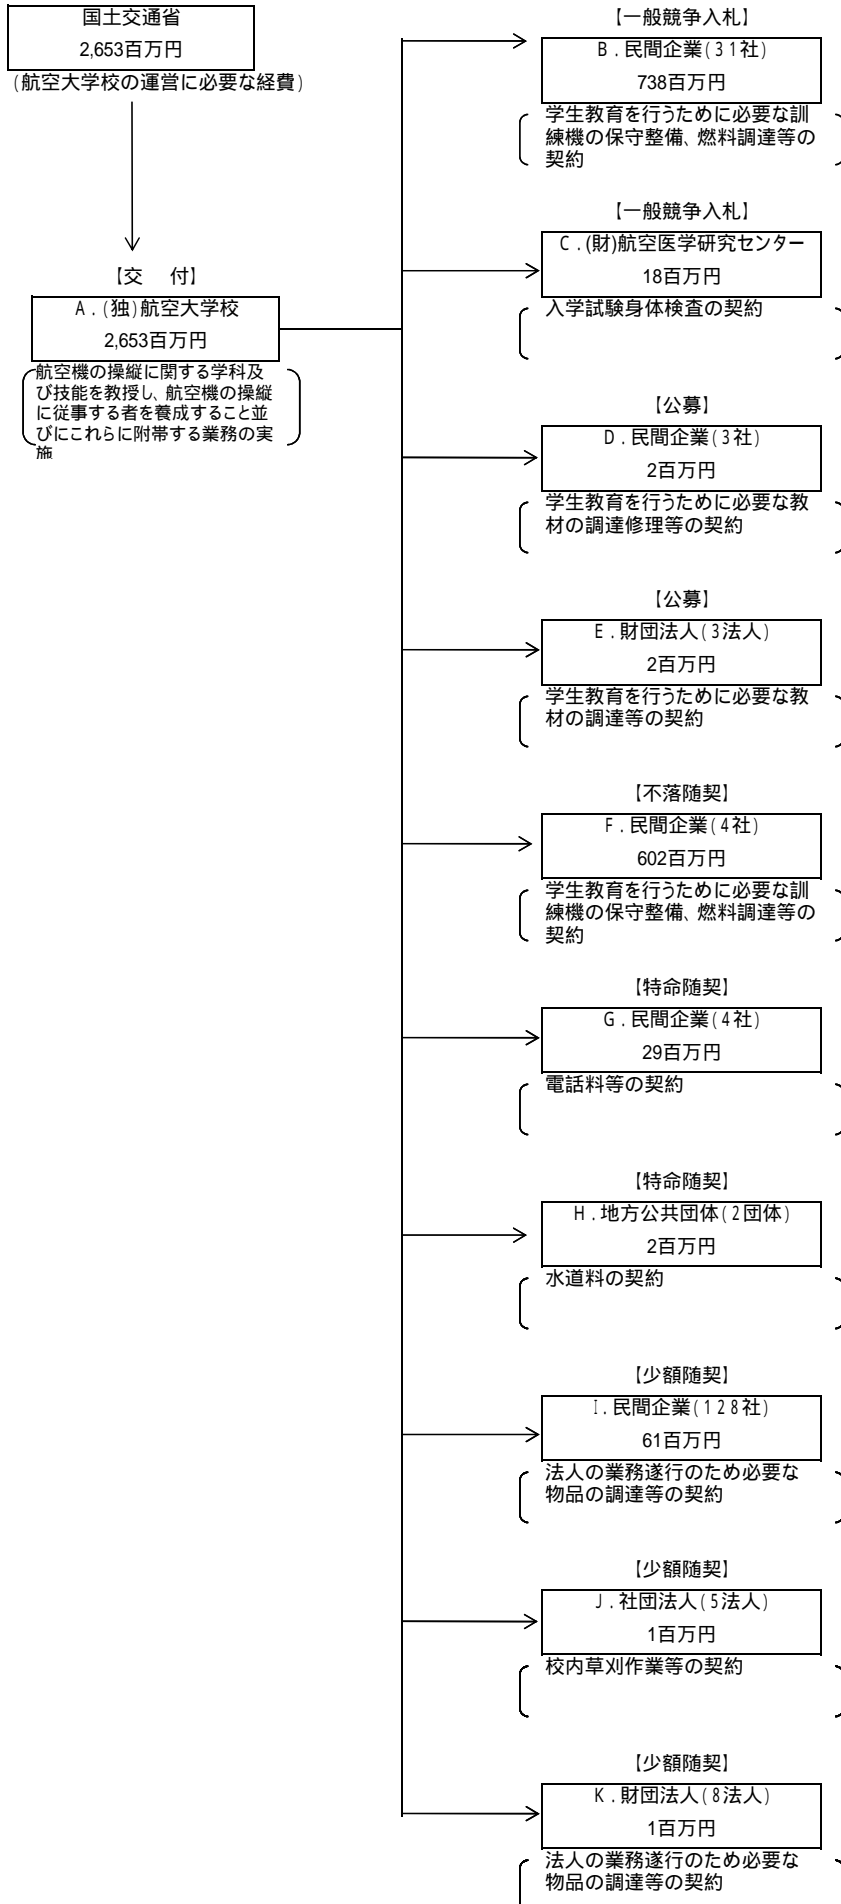 国土交通省
2,653百万円
(航空大学校の運営に必要な経費)
【交　付】
A．(独)航空大学校
2,653百万円
航空機の操縦に関する学科及
び技能を教授し、航空機の操縦
に従事する者を養成すること並
びにこれらに附帯する業務の実
施
【一般競争入札】
B．民間企業(31社)
738百万円
学生教育を行うために必要な訓
練機の保守整備、燃料調達等の
契約
【一般競争入札】
C．(財)航空医学研究センター
18百万円
入学試験身体検査の契約
【公募】
D．民間企業(3社)
2百万円
学生教育を行うために必要な教
材の調達修理等の契約
【公募】
E．財団法人(3法人)
2百万円
学生教育を行うために必要な教
材の調達等の契約
【不落随契】
F．民間企業(4社)
602百万円
学生教育を行うために必要な訓
練機の保守整備、燃料調達等の
契約
【特命随契】
G．民間企業(4社)
29百万円
電話料等の契約
【特命随契】
H．地方公共団体(2団体)
2百万円
水道料の契約
【少額随契】
I．民間企業(128社)
61百万円
法人の業務遂行のため必要な
物品の調達等の契約
【少額随契】
J．社団法人(5法人)
1百万円
校内草刈作業等の契約
【少額随契】
K．財団法人(8法人)
1百万円
法人の業務遂行のため必要な
物品の調達等の契約